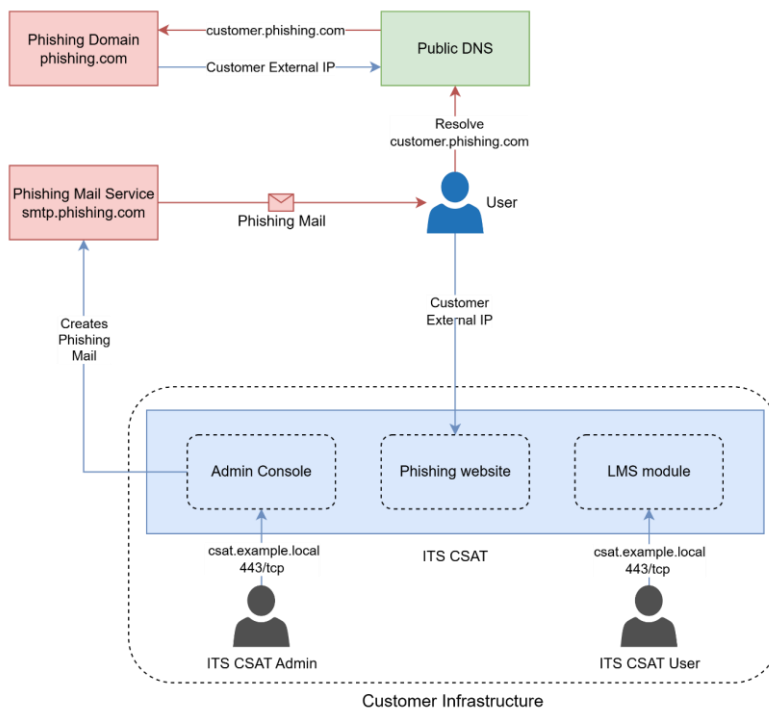 Phishing Domain
phishing.com
customer.phishing.com
Customer External IP
Public DNS
Resolve
customer.phishing.com
Phishing Mail Service
smtp.phishing.com
Phishing Mail
User
Creates
Phishing
Mail
Customer
External IP
Admin Console
Phishing website
LMS module
csat.example.local
443/tcp
ITS CSAT
csat.example.local
443/tcp
ITS CSAT Admin
ITS CSAT User
Customer Infrastructure